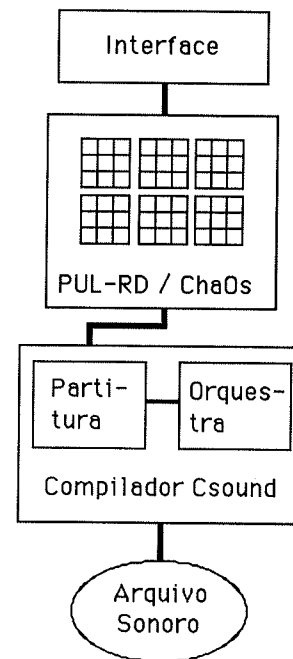 Interface
PUL-RD / ChaOs
Parti-
tura
Orques-
tra
Compilador Csound
Arquivo
Sonoro